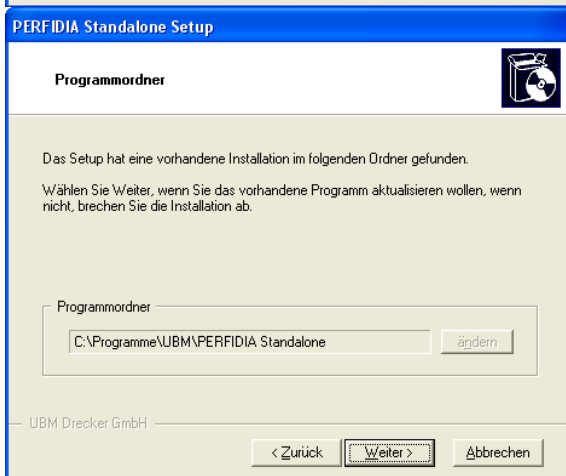 PERFIDIA Standalone Setup
Programmordner
Das Setup hat eine vorhandene Installation im folgenden Ordner gefunden.
Wählen Sie Weiter, wenn Sie das vorhandene Programm aktualisieren wollen, wenn
nicht, brechen Sie die Installation ab.
Programmordner
C:\Programme\UBM\PERFIDIA Standalone
ändern
UBM Drecker GmbH
< Zurück
Weiter >
Abbrechen